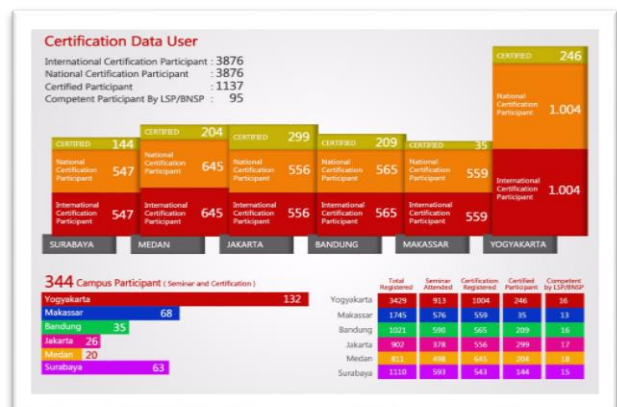 Certification Data User
International Certification Participant : 3876
National Certification Participant : 3876
Certified Participant : 1137
Competent Participant By LSP/BNSP : 95
CERTIFIED 144
National Certification Participant 547
International Certification Participant 547
SURABAYA
CERTIFIED 204
National Certification Participant 645
International Certification Participant 645
MEDAN
CERTIFIED 299
National Certification Participant 556
International Certification Participant 556
JAKARTA
CERTIFIED 209
National Certification Participant 565
International Certification Participant 565
BANDUNG
CERTIFIED 35
National Certification Participant 559
International Certification Participant 559
MAKASSAR
CERTIFIED 246
National Certification Participant 1.004
International Certification Participant 1.004
YOGYAKARTA
344 Campus Participant ( Seminar and Certification )
Yogyakarta 132
Makassar 68
Bandung 35
Jakarta 26
Medan 20
Surabaya 63
Total Registered Seminar Attended Certification Registered Certified Participant Competent by LSP/BNSP
Yogyakarta 3429 913 1004 246 16
Makassar 1745 576 559 35 13
Bandung 1021 590 565 209 16
Jakarta 902 378 556 299 17
Medan 811 498 645 204 18
Surabaya 1110 593 543 144 15